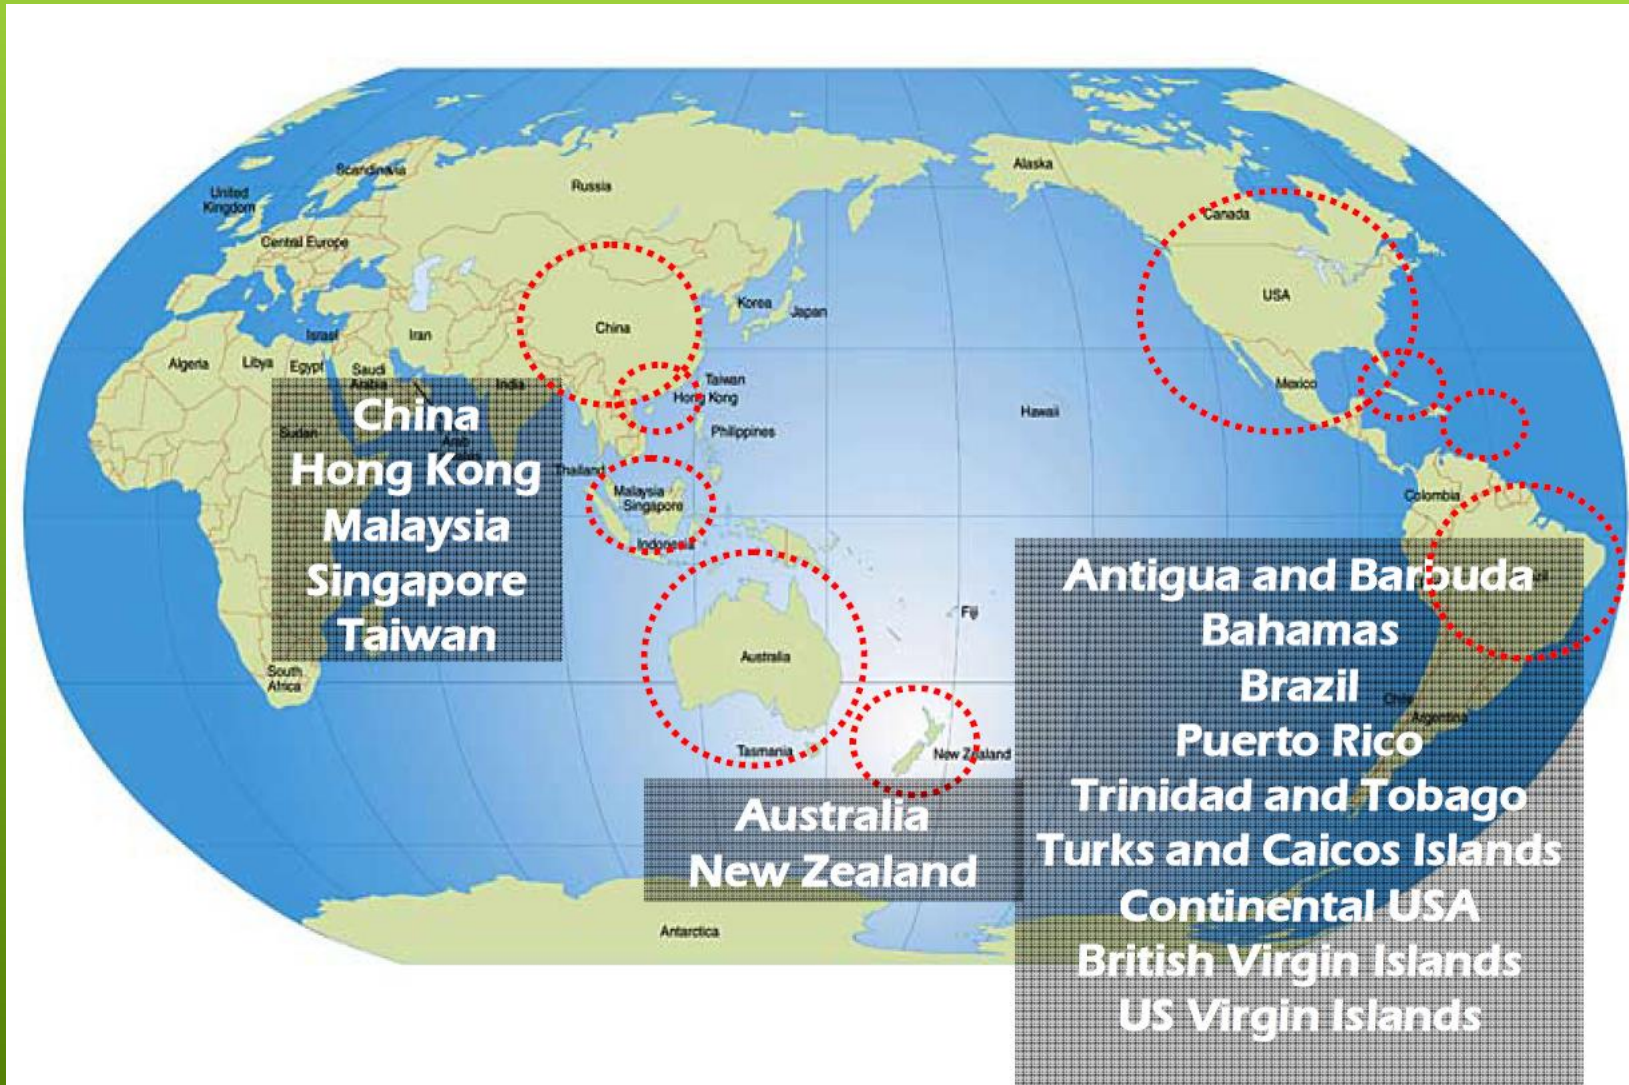 Scandinavia
Alaska
Russia
United
Kingdom
Canada
Central Europe
USA
Korea
Japan
China
Israel
Iran
Algeria
Libya
Egypt
Saudi
Arabia
India
Taiwan
Hong Kong
Mexico
Hawaii
Philippines
Sudan
Thailand
Malaysia
Singapore
Indonesia
Colombia
Fiji
Australia
South
Africa
Tasmania
New Zealand
Chile
Argentina
Antarctica
China
Hong Kong
Malaysia
Singapore
Taiwan
Australia
New Zealand
Antigua and Barbuda
Bahamas
Brazil
Puerto Rico
Trinidad and Tobago
Turks and Caicos Islands
Continental USA
British Virgin Islands
US Virgin Islands